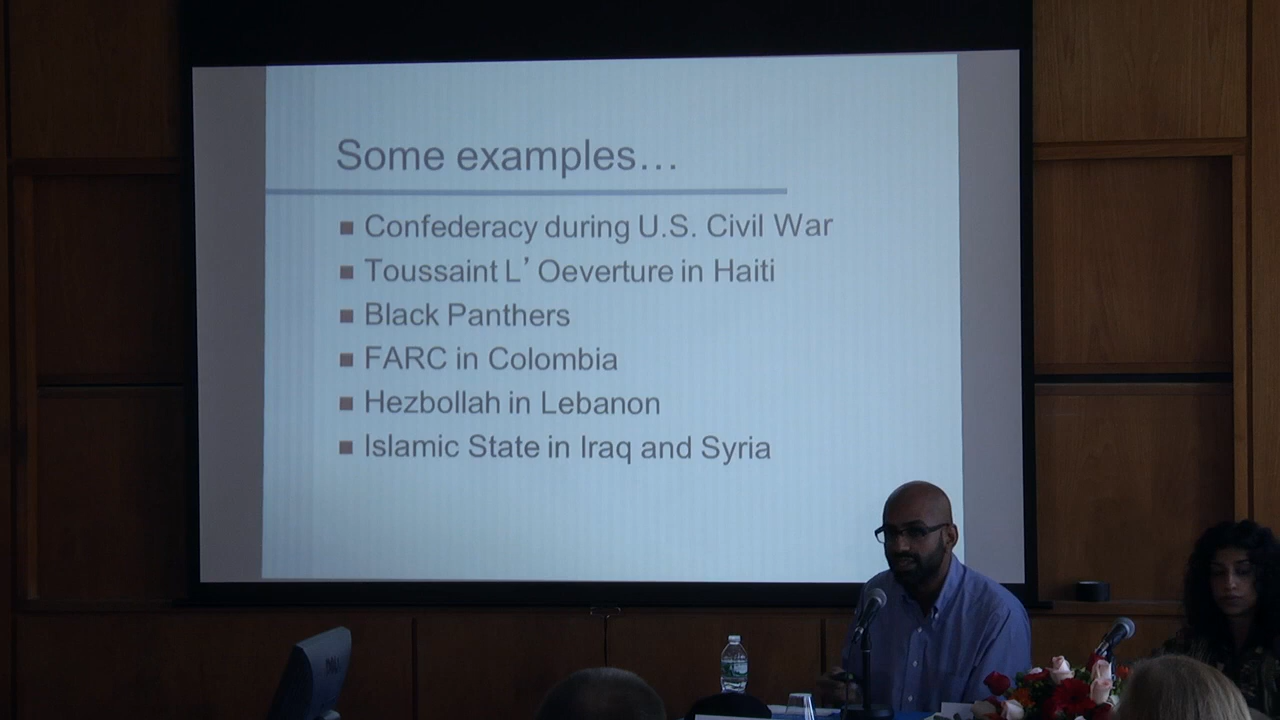 Some examples…
Confederacy during U.S. Civil War
Toussaint L’ Oeverture in Haiti
Black Panthers
FARC in Colombia
Hezbollah in Lebanon
Islamic State in Iraq and Syria